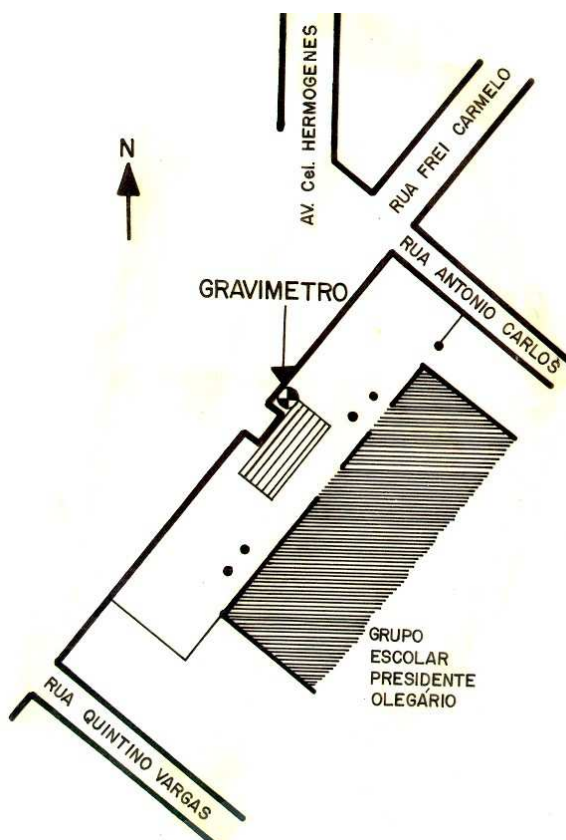 AV. Cel. HERMOGENES
RUA FREI CARMELO
N
RUA ANTONIO CARLOS
GRAVIMETRO
GRUPO
ESCOLAR
PRESIDENTE
OLEGÁRIO
RUA QUINTINO VARGAS